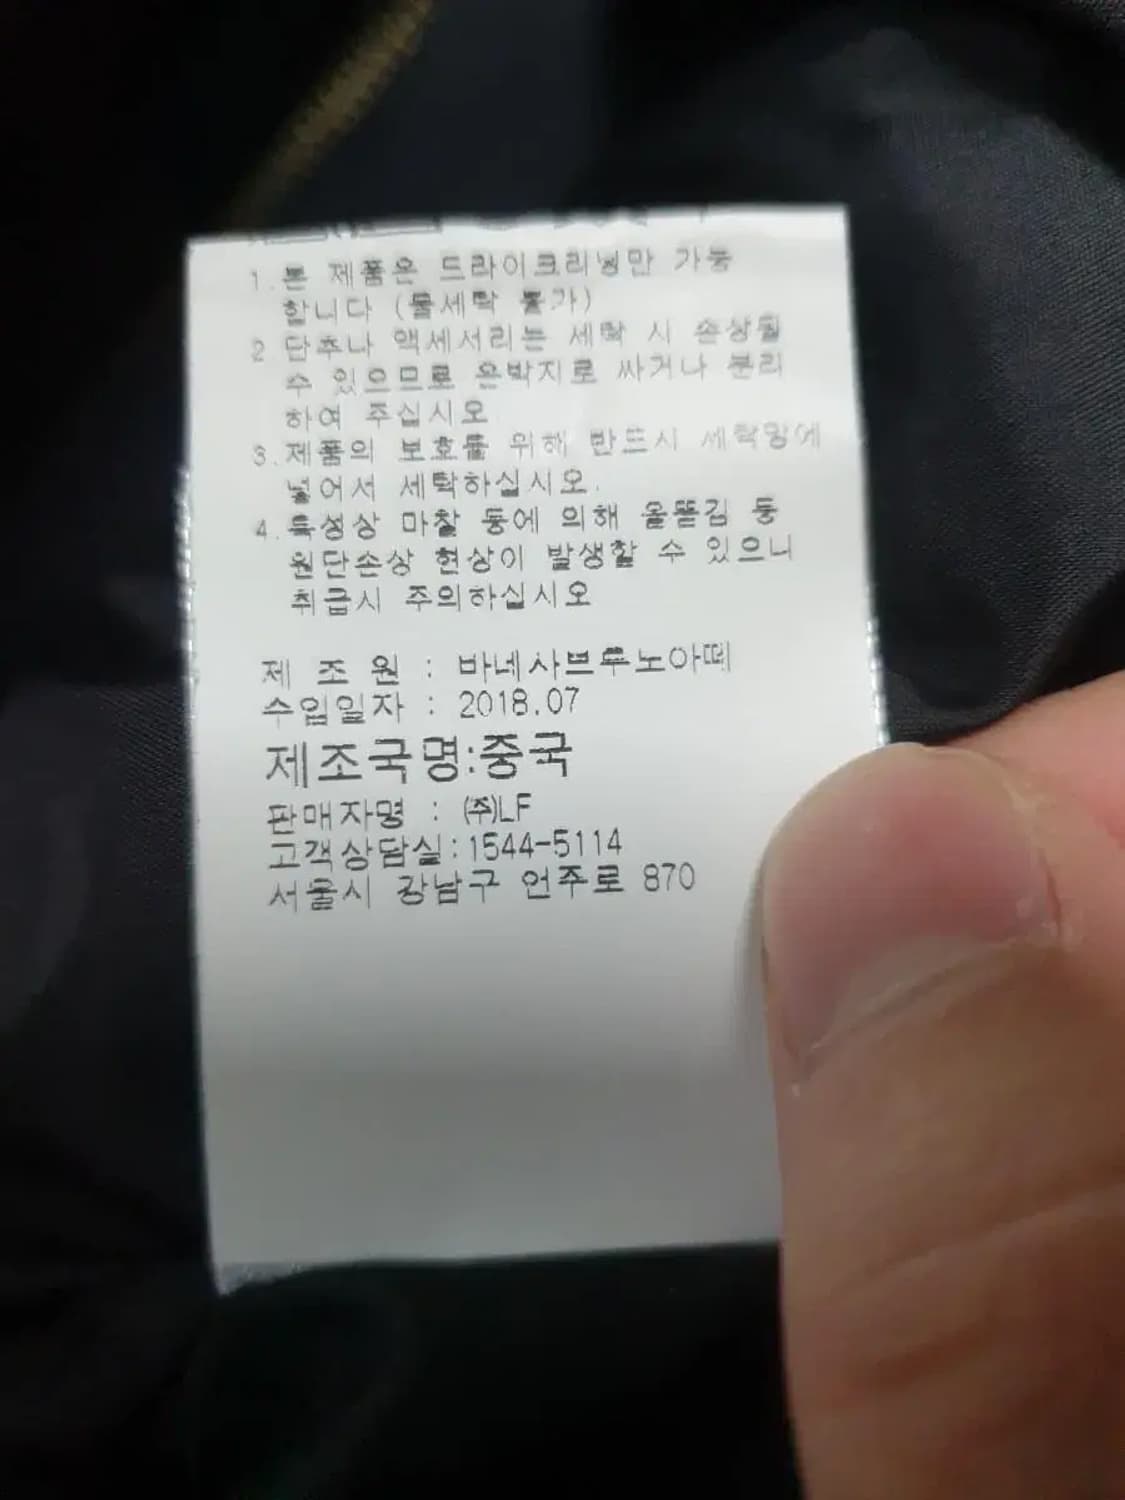 1.본 제품은 드라이크리닝만 가능
합니다 (물세탁 불가)
2 단추나 액세서리는 세탁 시 손상될
수 있으므로 은박지로 싸거나 분리
하여 주십시오
3.제품의 보호를 위해 반드시 세탁망에
넣어서 세탁하십시오.
4.특성상 마찰 등에 의해 올뜯김 등
원단손상 현상이 발생할 수 있으니
취급시 주의하십시오
제 조 원 : 바네사브루노아떼
수입일자 : 2018.07
제조국명:중국
판매자명 : ㈜LF
고객상담실:1544-5114
서울시 강남구 언주로 870